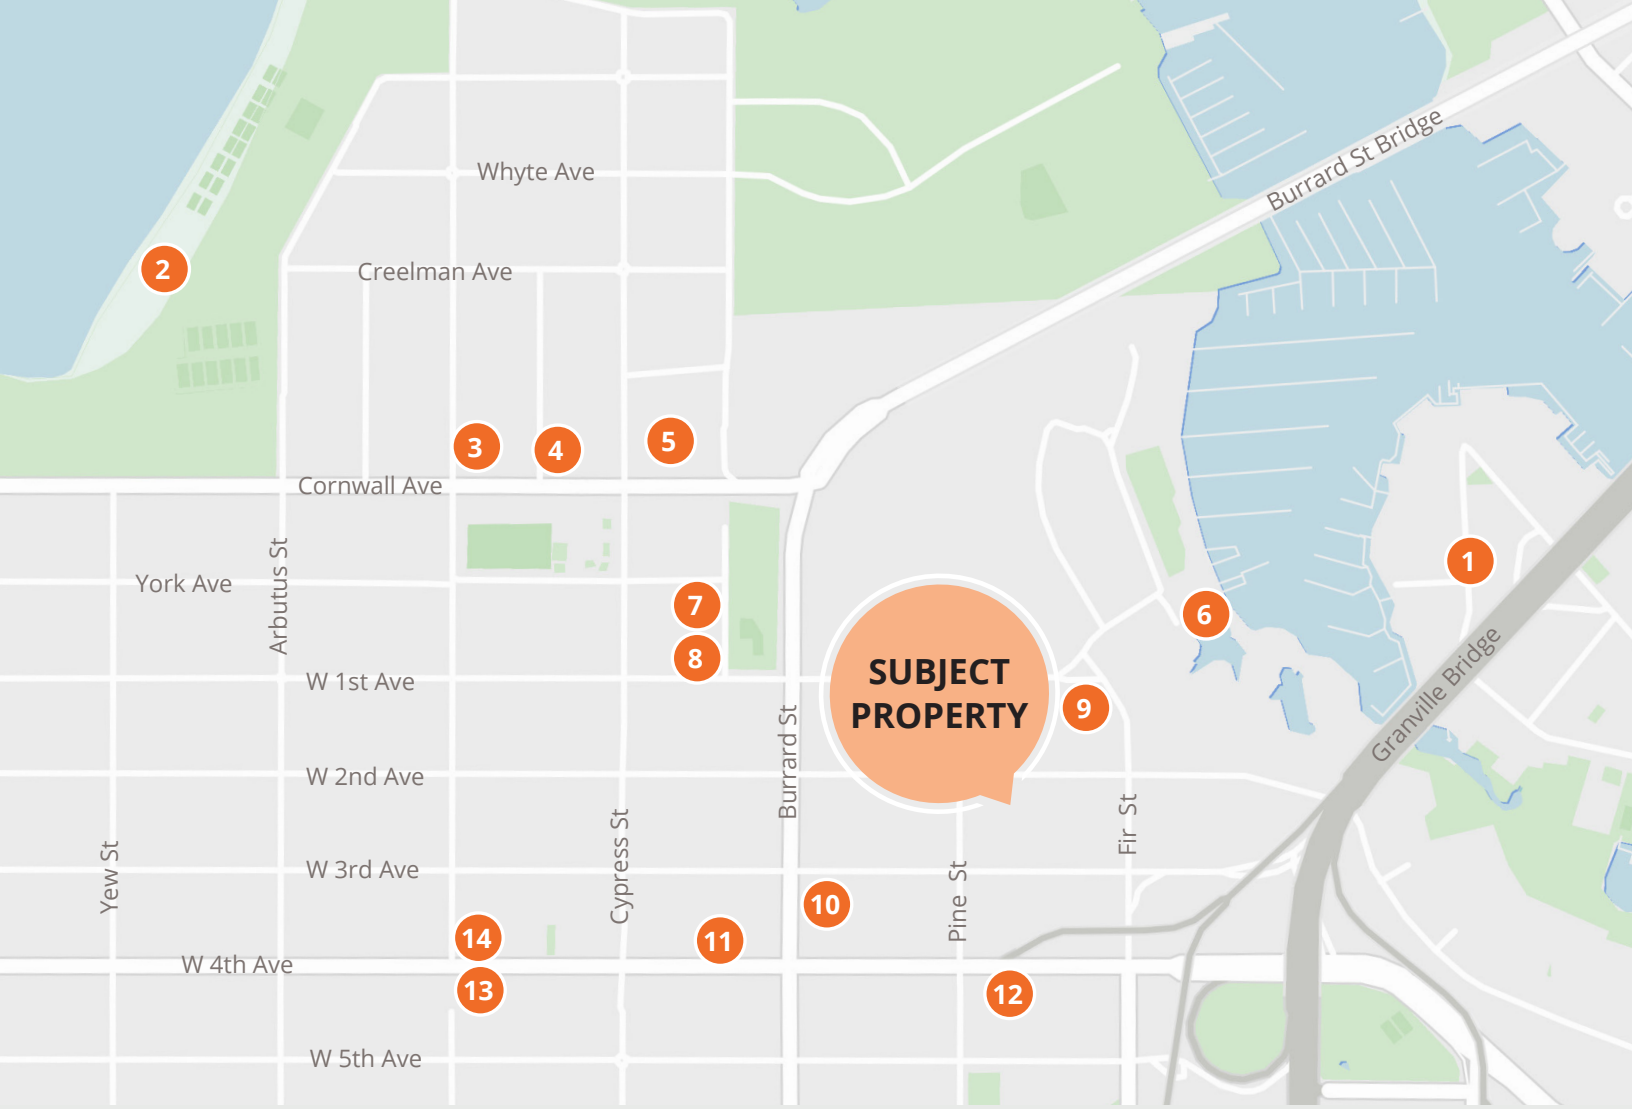 Burrard St Bridge
Whyte Ave
2
Creelman Ave
3
4
5
Cornwall Ave
Arbutus St
York Ave
1
7
6
8
SUBJECT
PROPERTY
W 1st Ave
9
Granville Bridge
Burrard St
W 2nd Ave
Fir St
Yew St
Cypress St
W 3rd Ave
Pine St
10
14
11
W 4th Ave
13
12
W 5th Ave